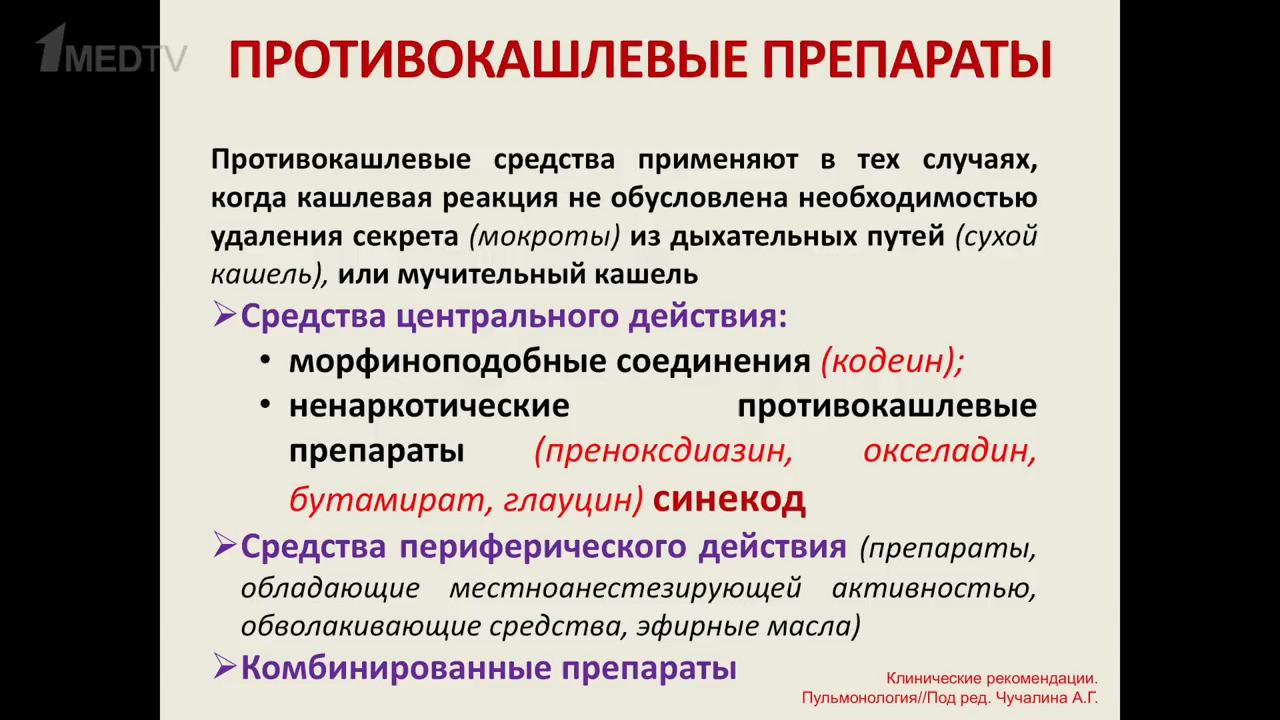 1MEDTV
ПРОТИВОКАШЛЕВЫЕ ПРЕПАРАТЫ
Противокашлевые средства применяют в тех случаях,
когда кашлевая реакция не обусловлена необходимостью
удаления секрета (мокроты) из дыхательных путей (сухой
кашель), или мучительный кашель
➢Средства центрального действия:
• морфиноподобные соединения (кодеин);
• ненаркотические противокашлевые
препараты (преноксдиазин, окселадин,
бутамират, глауцин) синекод
➢Средства периферического действия (препараты,
обладающие местноанестезирующей активностью,
обволакивающие средства, эфирные масла)
➢Комбинированные препараты
Клинические рекомендации.
Пульмонология//Под ред. Чучалина А.Г.